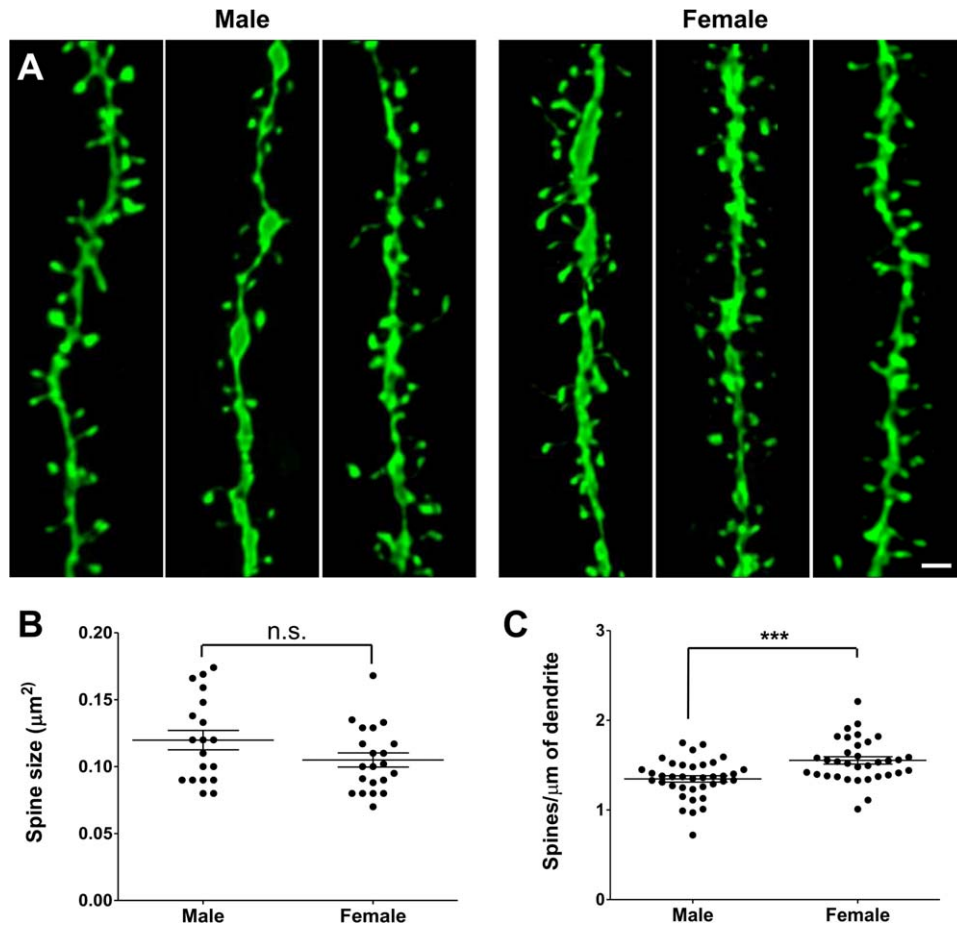 Male Female
A
B
n.s.
0.20
0.15
0.10
0.05
0.00
Spine size (μm²)
Male Female
C
***
3
2
1
0
Spines/μm of dendrite
Male Female